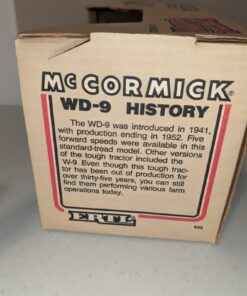 McCORMICK®
WD-9 HISTORY
The WD-9 was introduced in 1941,
with production ending in 1952. Five
forward speeds were available in this
standard-tread model. Other versions
of the tough tractor included the
W-9. Even though this tough trac-
tor has been out of production for
over thirty-five years, you can still
find them performing various farm
operations today.
ERTL